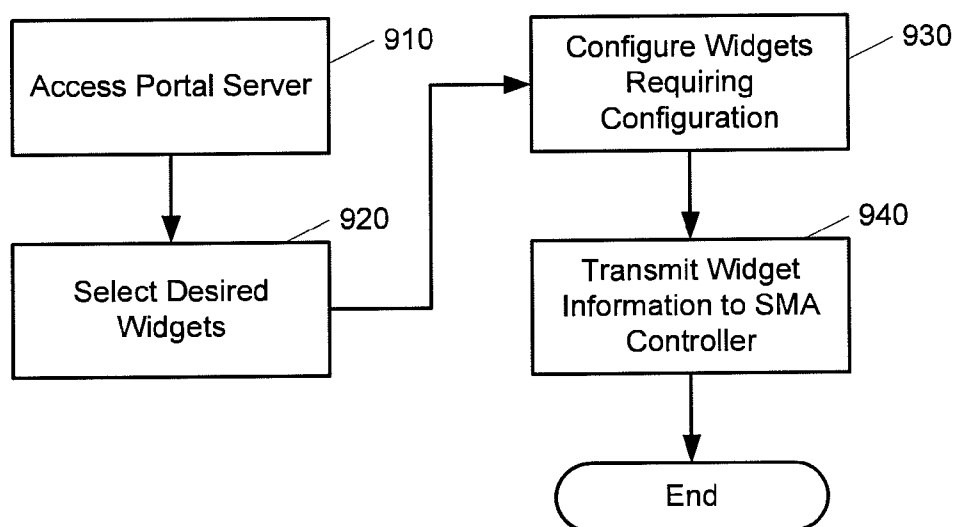 910
Access Portal Server
920
Select Desired
Widgets
930
Configure Widgets
Requiring
Configuration
940
Transmit Widget
Information to SMA
Controller
End